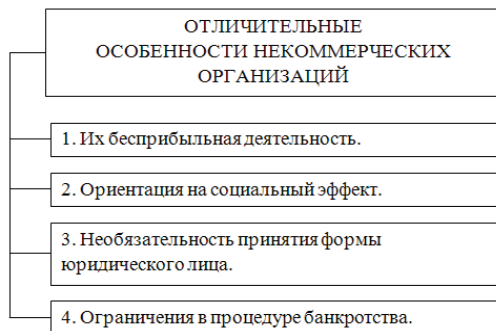 ОТЛИЧИТЕЛЬНЫЕ
ОСОБЕННОСТИ НЕКОММЕРЧЕСКИХ
ОРГАНИЗАЦИЙ
1. Их бесприбыльная деятельность.
2. Ориентация на социальный эффект.
3. Необязательность принятия формы
юридического лица.
4. Ограничения в процедуре банкротства.